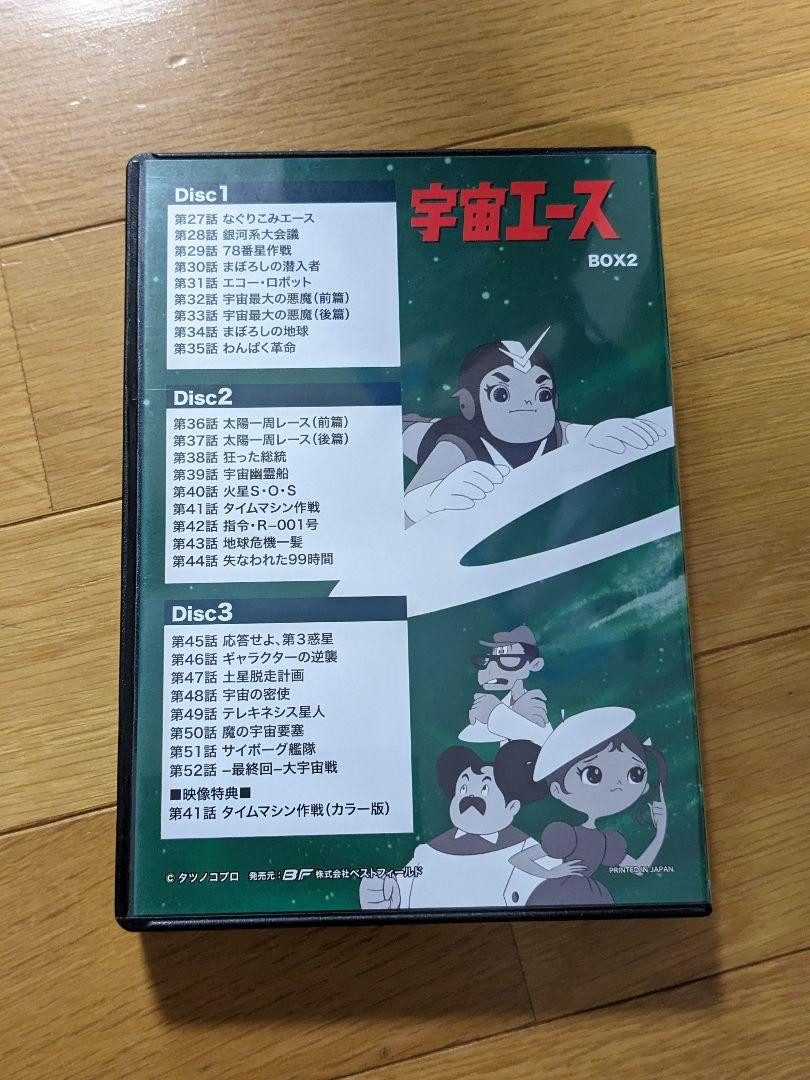 宇宙エース
BOX2
Disc1
第27話 なぐりこみエース
第28話 銀河系大会議
第29話 78番星作戦
第30話 まぼろしの潜入者
第31話 エコー・ロボット
第32話 宇宙最大の悪魔(前篇)
第33話 宇宙最大の悪魔(後篇)
第34話 まぼろしの地球
第35話 わんぱく革命
Disc2
第36話 太陽一周レース(前篇)
第37話 太陽一周レース(後篇)
第38話 狂った総統
第39話 宇宙幽霊船
第40話 火星S・O・S
第41話 タイムマシン作戦
第42話 指令・R−001号
第43話 地球危機一髪
第44話 失なわれた99時間
Disc3
第45話 応答せよ、第3惑星
第46話 ギャラクターの逆襲
第47話 土星脱走計画
第48話 宇宙の密使
第49話 テレキネシス星人
第50話 魔の宇宙要塞
第51話 サイボーグ艦隊
第52話 −最終回−大宇宙戦
■映像特典■
第41話 タイムマシン作戦(カラー版)
© タツノコプロ 発売元:BF 株式会社ベストフィールド
PRINTED IN JAPAN.